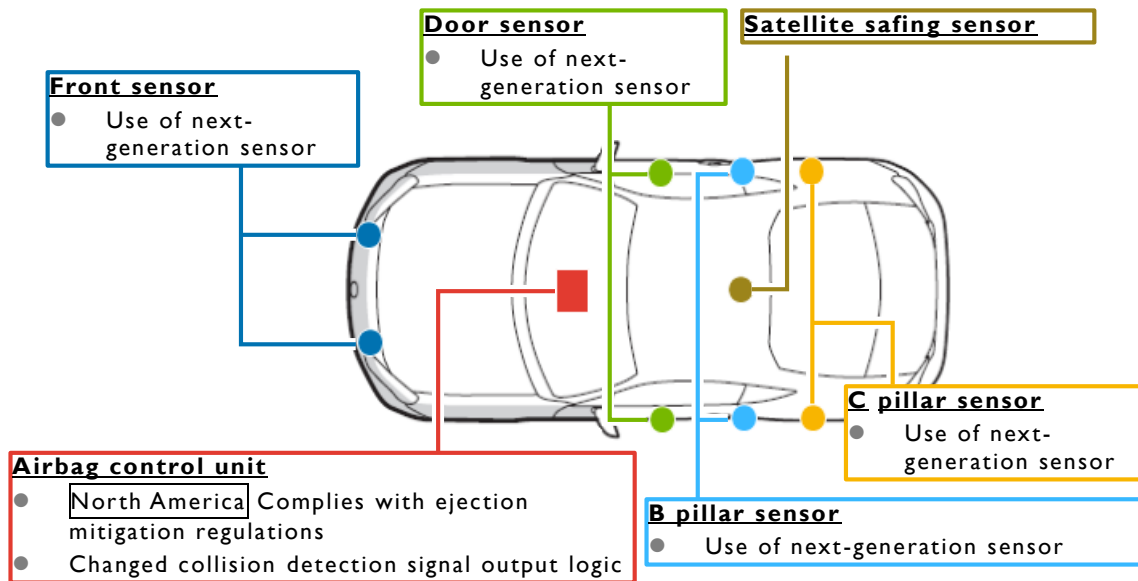 Door sensor
● Use of next-
generation sensor
Satellite safing sensor
Front sensor
● Use of next-
generation sensor
C pillar sensor
● Use of next-
generation sensor
Airbag control unit
● North America Complies with ejection
mitigation regulations
● Changed collision detection signal output logic
B pillar sensor
● Use of next-generation sensor